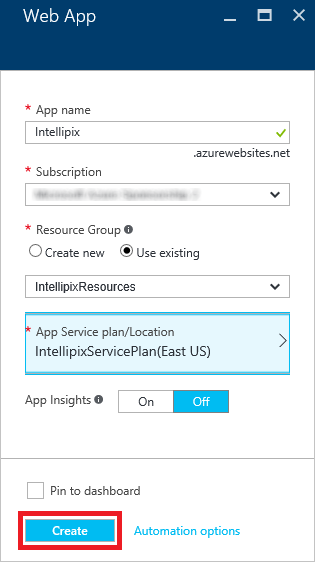 Web App
* App name
Intellipix
.azurewebsites.net
* Subscription
* Resource Group
Create new
Use existing
IntellipixResources
* App Service plan/Location
IntellipixServicePlan(East US)
App Insights
On
Off
Pin to dashboard
Create
Automation options